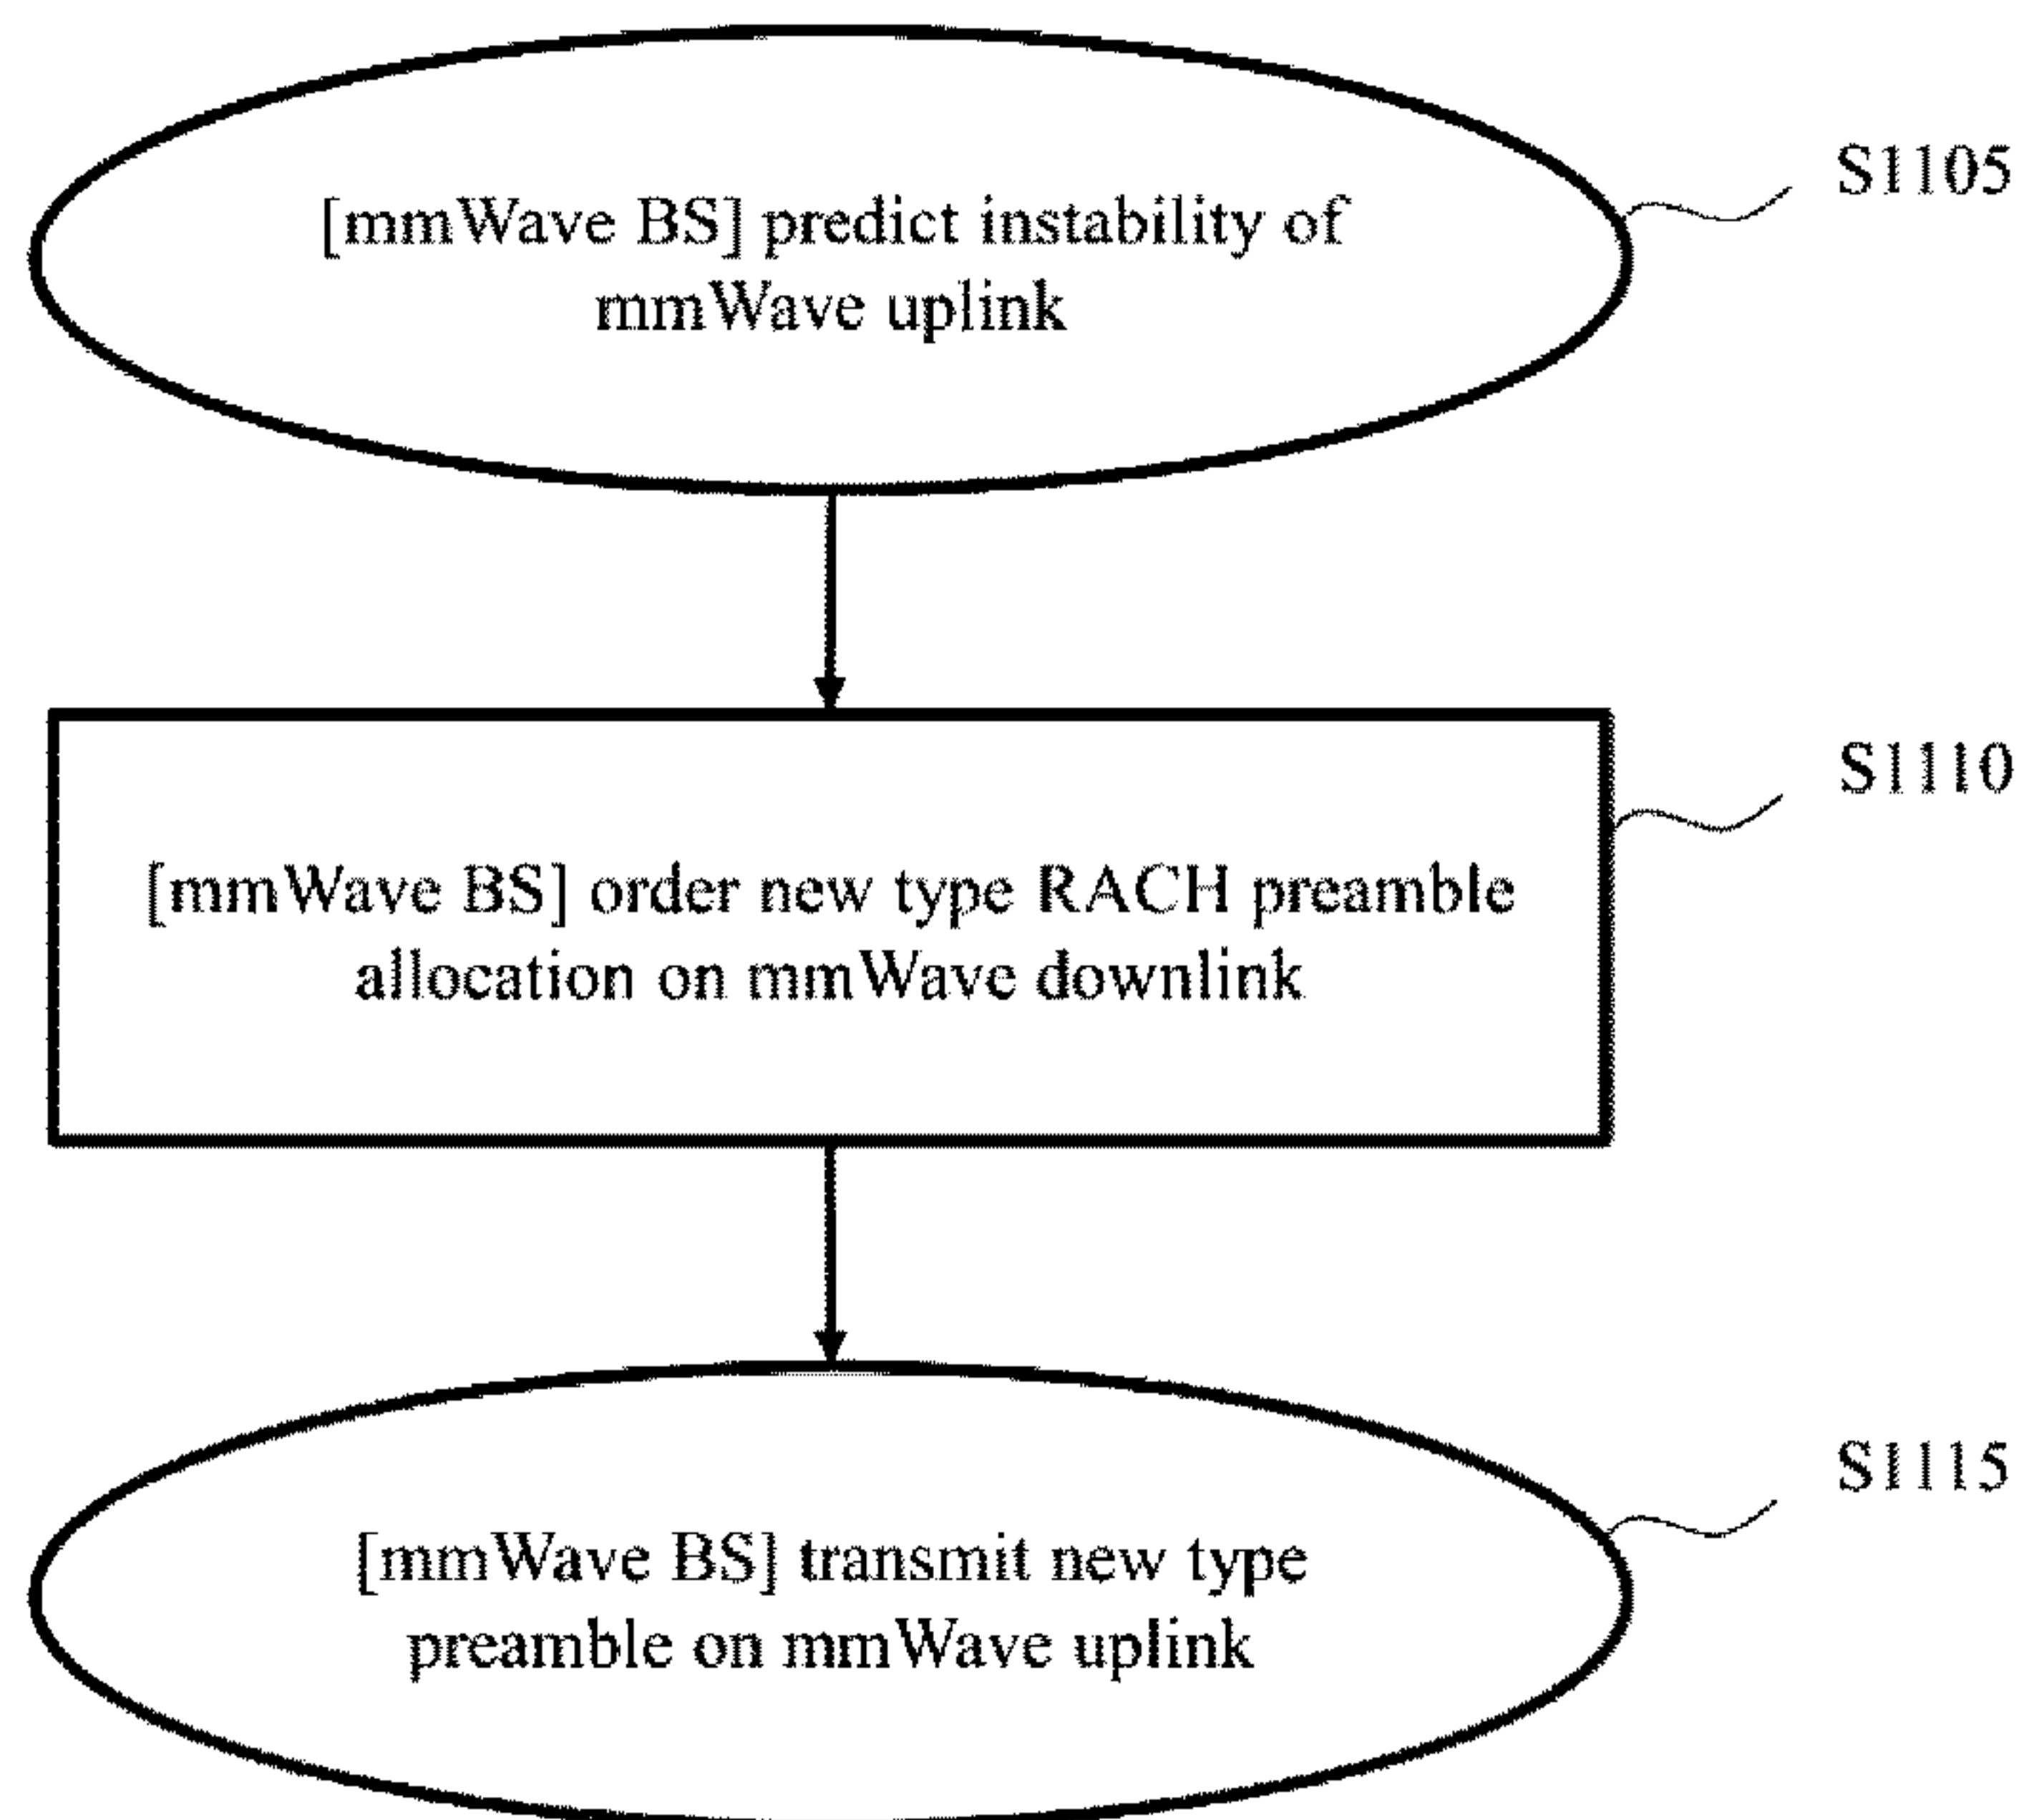 [mmWave BS] predict instability of
mmWave uplink
S1105
[mmWave BS] order new type RACH preamble
allocation on mmWave downlink
S1110
[mmWave BS] transmit new type
preamble on mmWave uplink
S1115